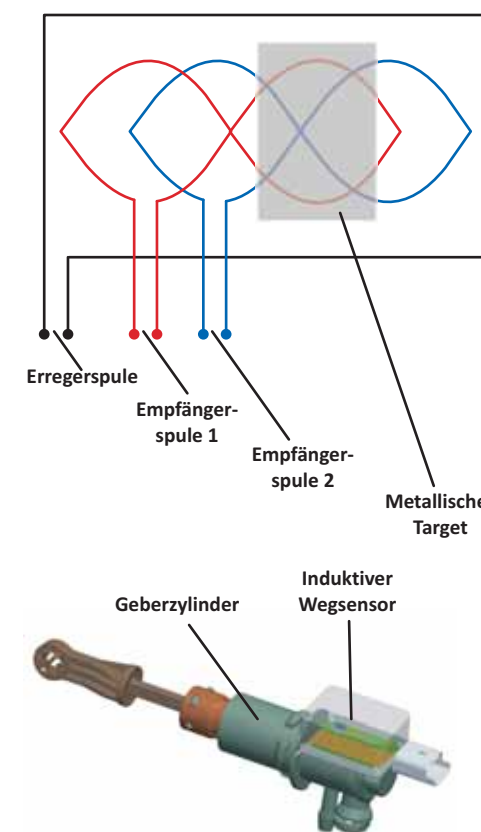 Erregerspule
Empfänger-
spule 1
Empfänger-
spule 2
Metallische
Target
Geberzylinder
Induktiver
Wegsensor